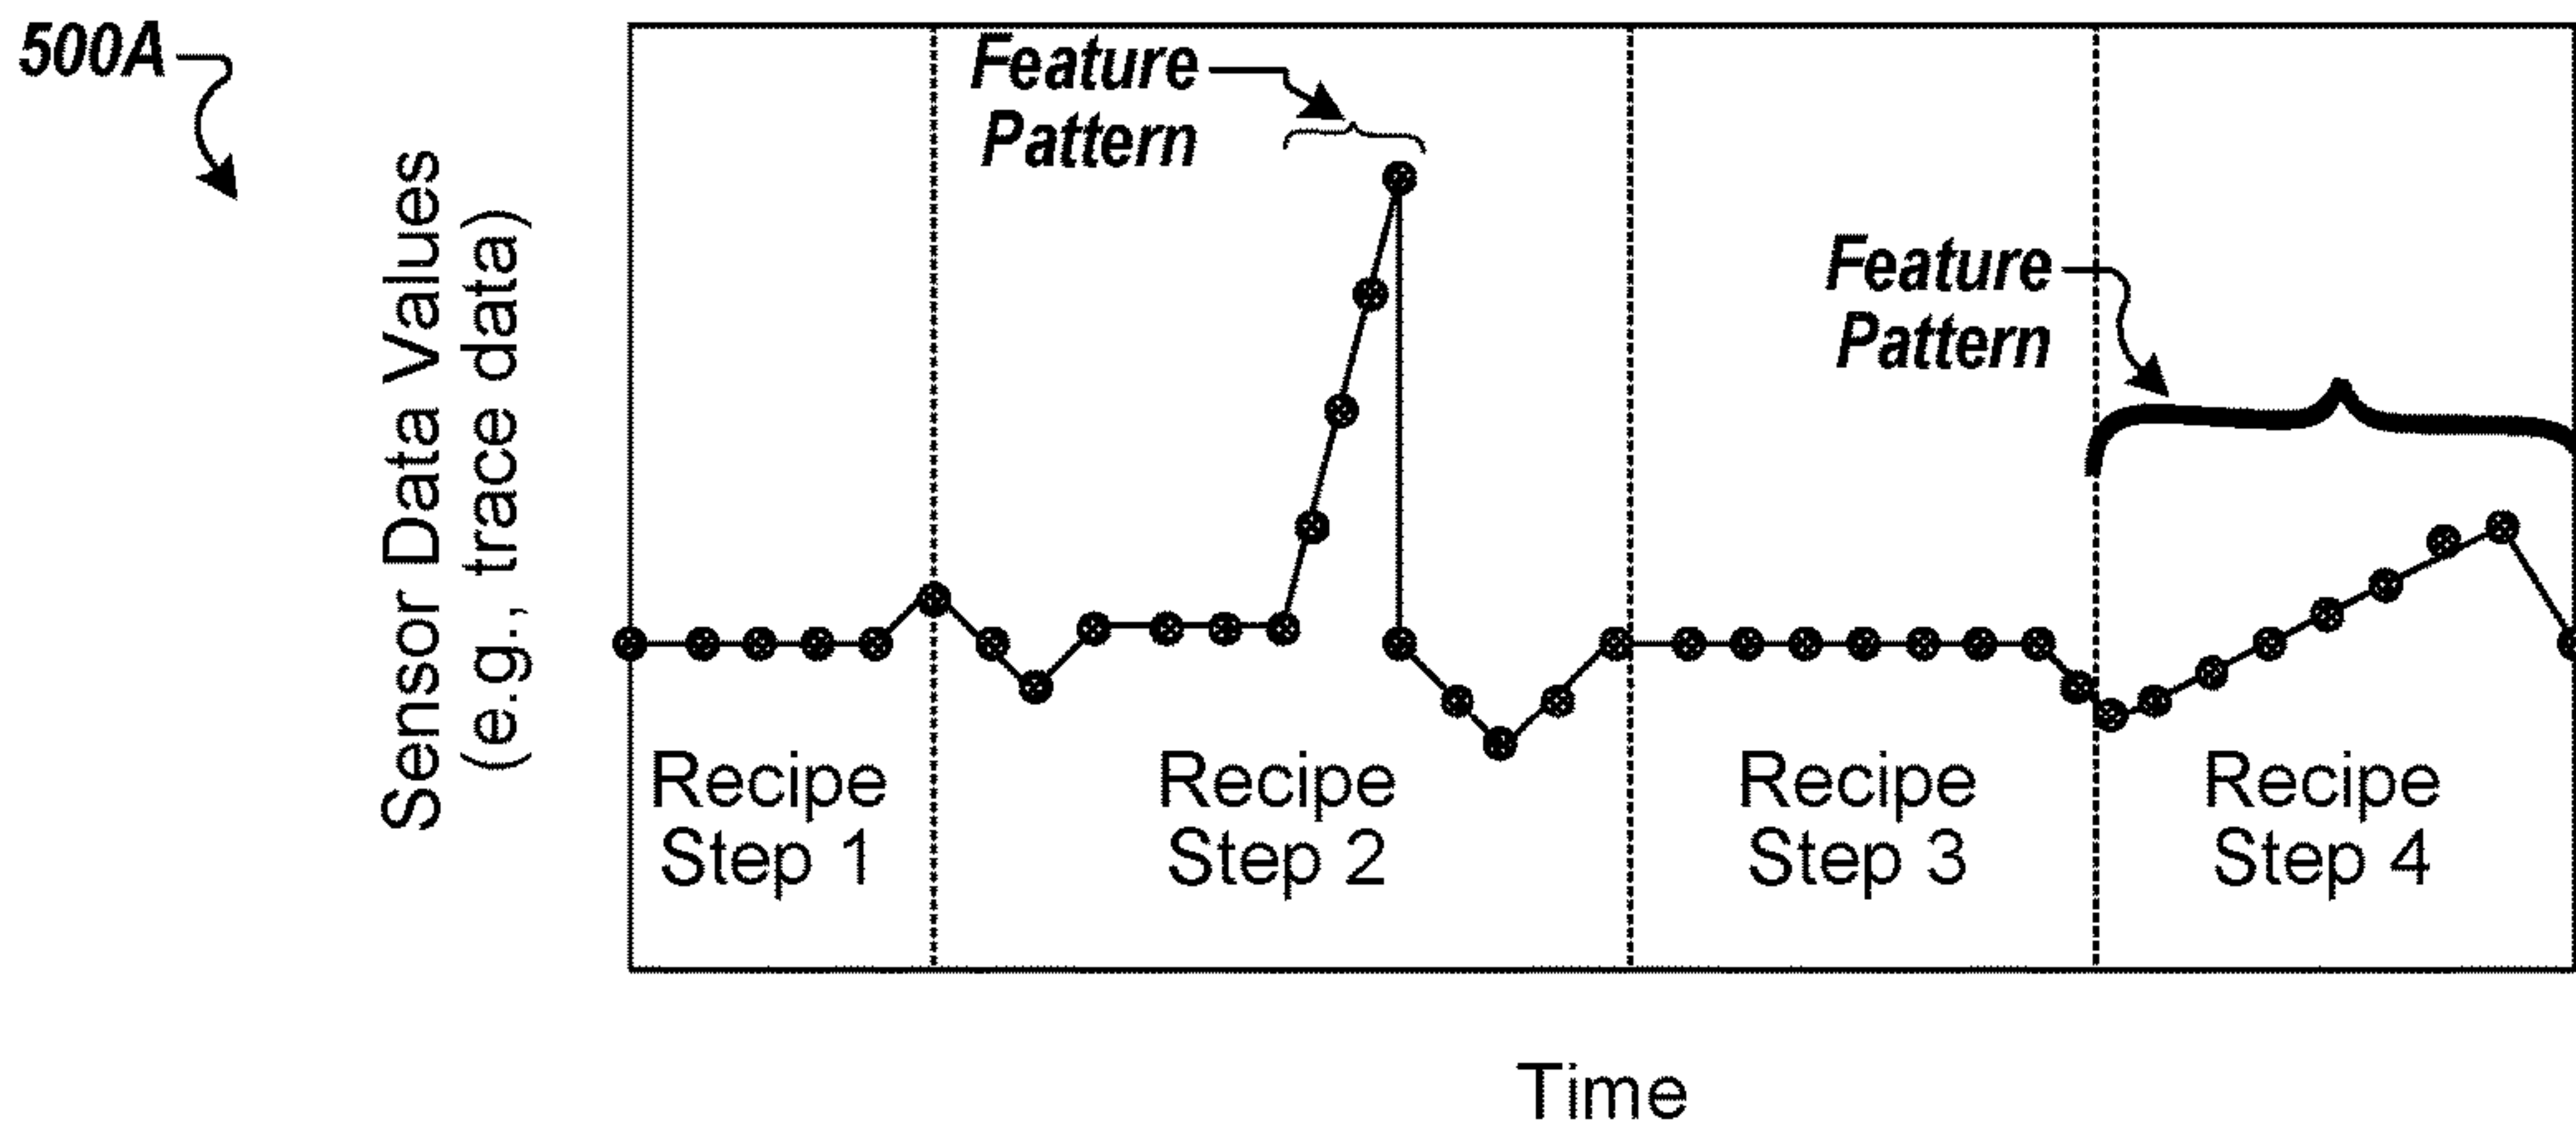 500A
Feature
Pattern
Feature
Pattern
Sensor Data Values
(e.g., trace data)
Recipe
Step 1
Recipe
Step 2
Recipe
Step 3
Recipe
Step 4
Time